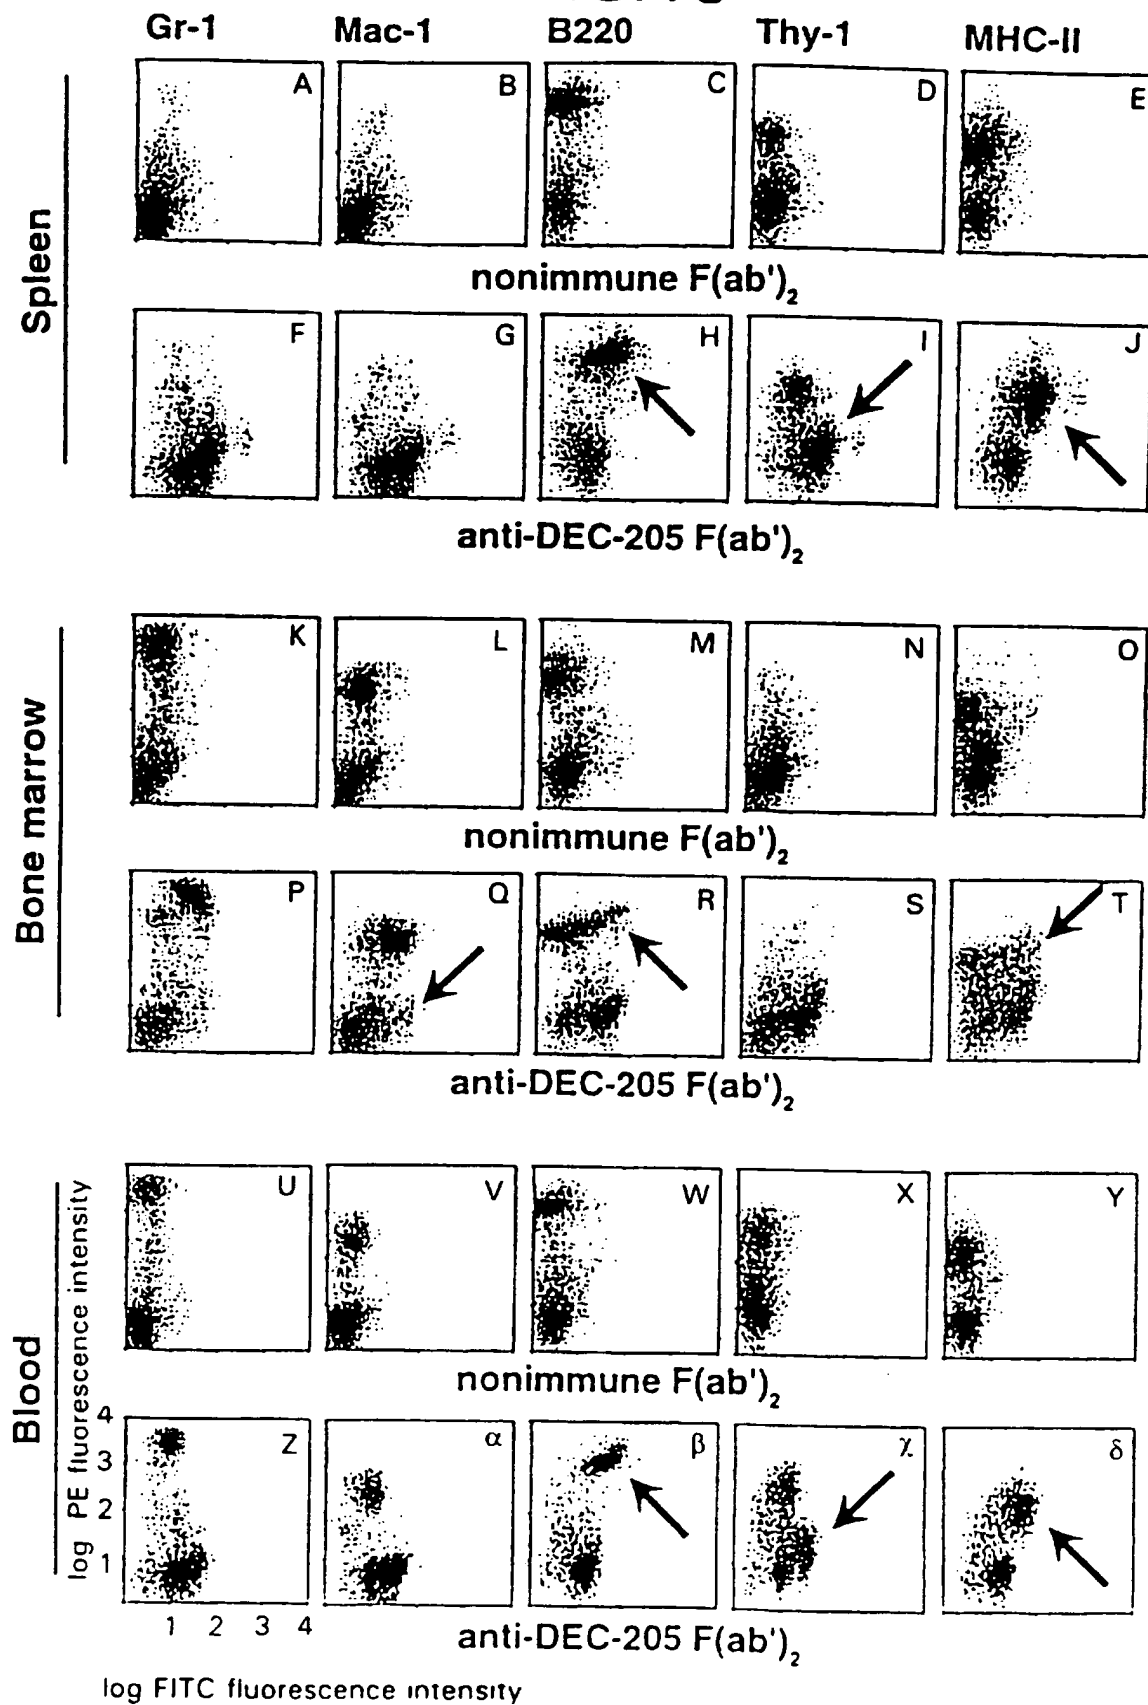 Gr-1 Mac-1 B220 Thy-1 MHC-II
Spleen
A B C D E
nonimmune F(ab')₂
F G H I J
anti-DEC-205 F(ab')₂
Bone marrow
K L M N O
nonimmune F(ab')₂
P Q R S T
anti-DEC-205 F(ab')₂
Blood
log PE fluorescence intensity
U V W X Y
nonimmune F(ab')₂
4
3
2
1
Z α β χ δ
1 2 3 4
anti-DEC-205 F(ab')₂
log FITC fluorescence intensity